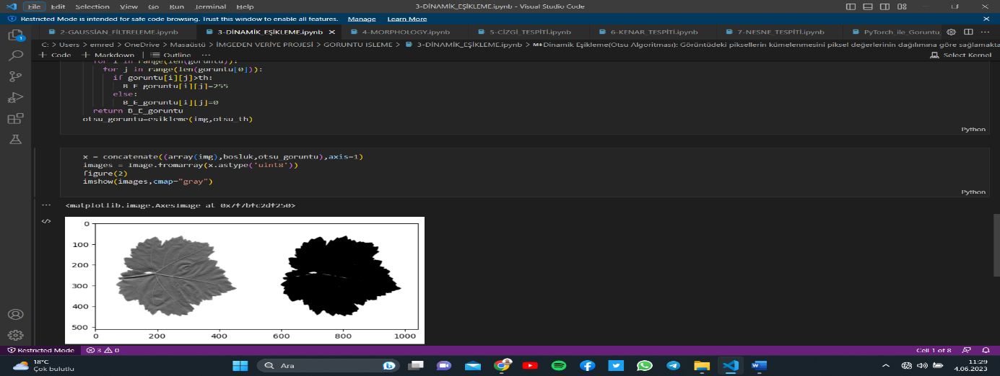 File Edit Selection View Go Run Terminal Help 3-DİNAMİK_EŞİKLEME.ipynb - Visual Studio Code
Restricted Mode is intended for safe code browsing. Trust this window to enable all features. Manage Learn More
2-GAUSSİAN_FİLTRELEME.ipynb 3-DİNAMİK_EŞİKLEME.ipynb 4-MORPHOLOGY.ipynb 5-CİZGİ_TESPİTİ.ipynb 6-KENAR_TESPİTİ.ipynb 7-NESNE_TESPİTİ.ipynb PyTorch_ile_Goruntu
C: > Users > emred > OneDrive > Masaüstü > İMGEDEN VERİYE PROJESİ > GORUNTU ISLEME > 3-DİNAMİK_EŞİKLEME.ipynb > M↓Dinamik Eşikleme(Otsu Algoritması): Görüntüdeki piksellerin kümelenmesini piksel değerlerinin dağılımına göre sağlamakta
+ Code + Markdown | Outline ... Select Kernel
for i in range(len(goruntu)):
for j in range(len(goruntu[0])):
if goruntu[i][j]>th:
B_E_goruntu[i][j]=255
else:
B_E_goruntu[i][j]=0
return B_E_goruntu
otsu_goruntu=esikleme(img,otsu_th)
Python
x = concatenate((array(img),bosluk,otsu_goruntu),axis=1)
images = Image.fromarray(x.astype('uint8'))
figure(2)
imshow(images,cmap="gray")
Python
<matplotlib.image.AxesImage at 0x7f7bfc2df250>
0
100
200
300
400
500
0 200 400 600 800 1000
Restricted Mode 3 0 Cell 1 of 8
18°C
Çok bulutlu
Ara
11:29
4.06.2023